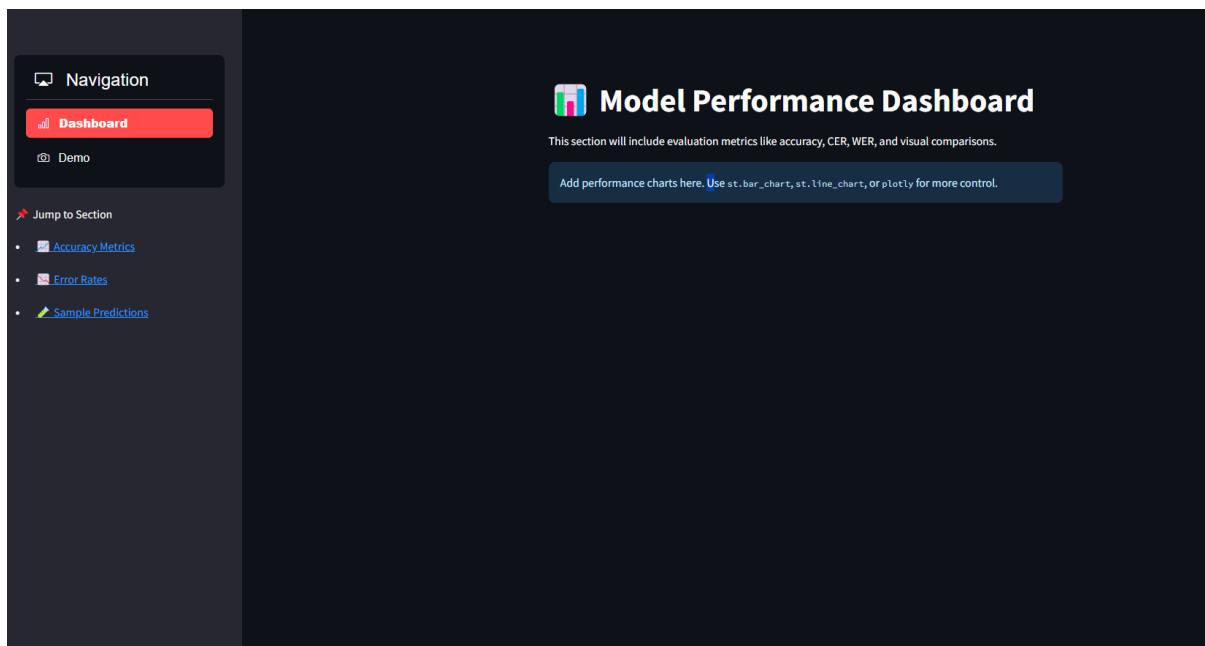 Navigation
Dashboard
Demo
Jump to Section
Accuracy Metrics
Error Rates
Sample Predictions
Model Performance Dashboard
This section will include evaluation metrics like accuracy, CER, WER, and visual comparisons.
Add performance charts here. Use st.bar_chart, st.line_chart, or plotly for more control.